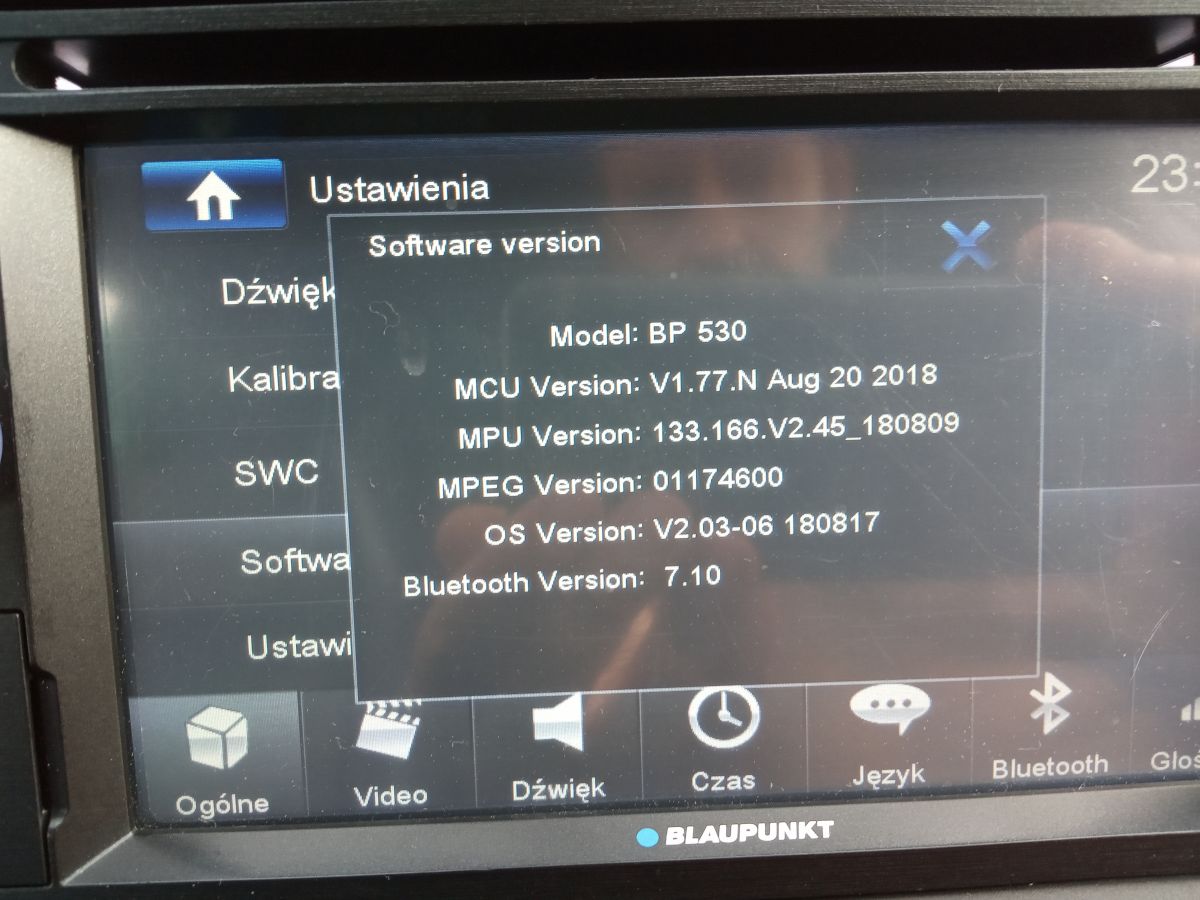 Ustawienia
23:
Software version
Dźwięk
Model: BP 530
Kalibra
MCU Version: V1.77.N Aug 20 2018
MPU Version: 133.166.V2.45_180809
SWC
MPEG Version: 01174600
OS Version: V2.03-06 180817
Softwa
Bluetooth Version: 7.10
Ustawi
Ogólne Video Dźwięk Czas Język Bluetooth Głoś
BLAUPUNKT